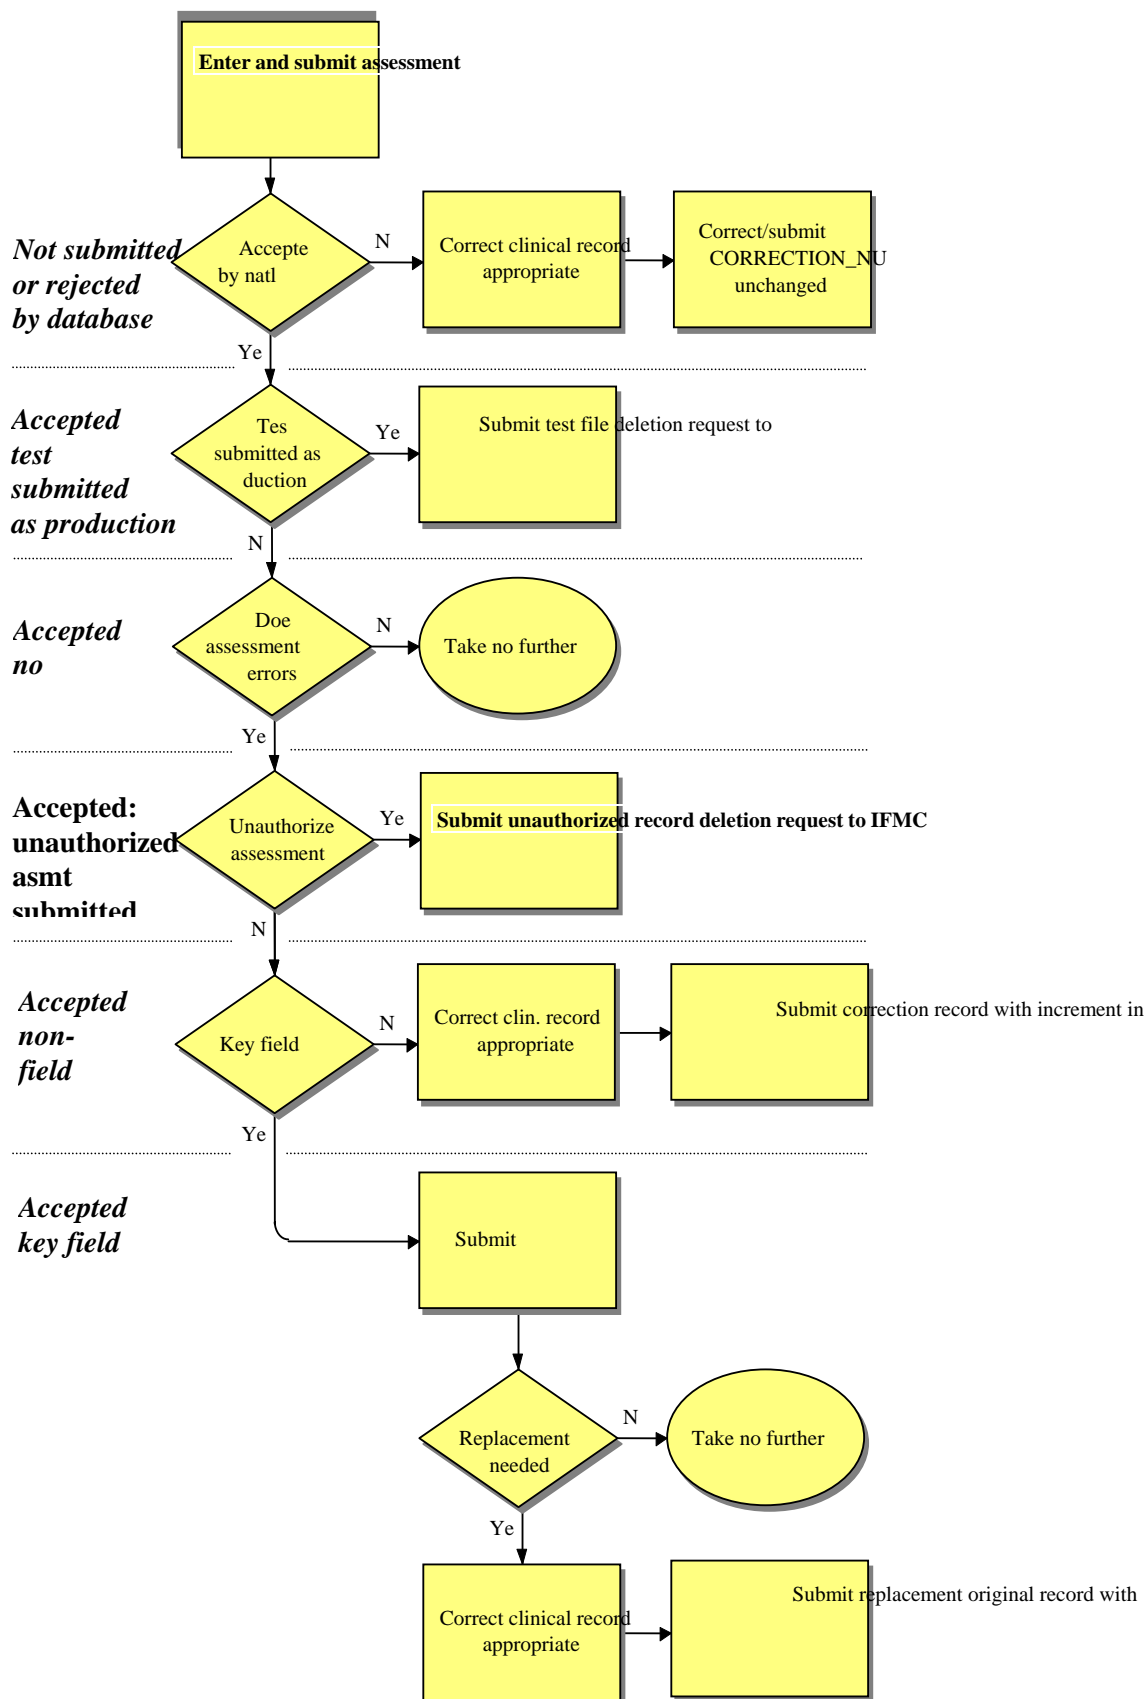 Enter and submit assessment
Not submitted
or rejected
by database
Accepte
by natl
N
Correct clinical record
appropriate
Correct/submit
CORRECTION_NU
unchanged
Ye
Accepted
test
submitted
as production
Tes
submitted as
duction
Ye
Submit test file deletion request to
N
Accepted
no
Doe
assessment
errors
N
Take no further
Ye
Accepted:
unauthorized
asmt
submitted
Unauthorize
assessment
Ye
Submit unauthorized record deletion request to IFMC
N
Accepted
non-
field
Key field
N
Correct clin. record
appropriate
Submit correction record with increment in
Ye
Accepted
key field
Submit
Replacement
needed
N
Take no further
Ye
Correct clinical record
appropriate
Submit replacement original record with